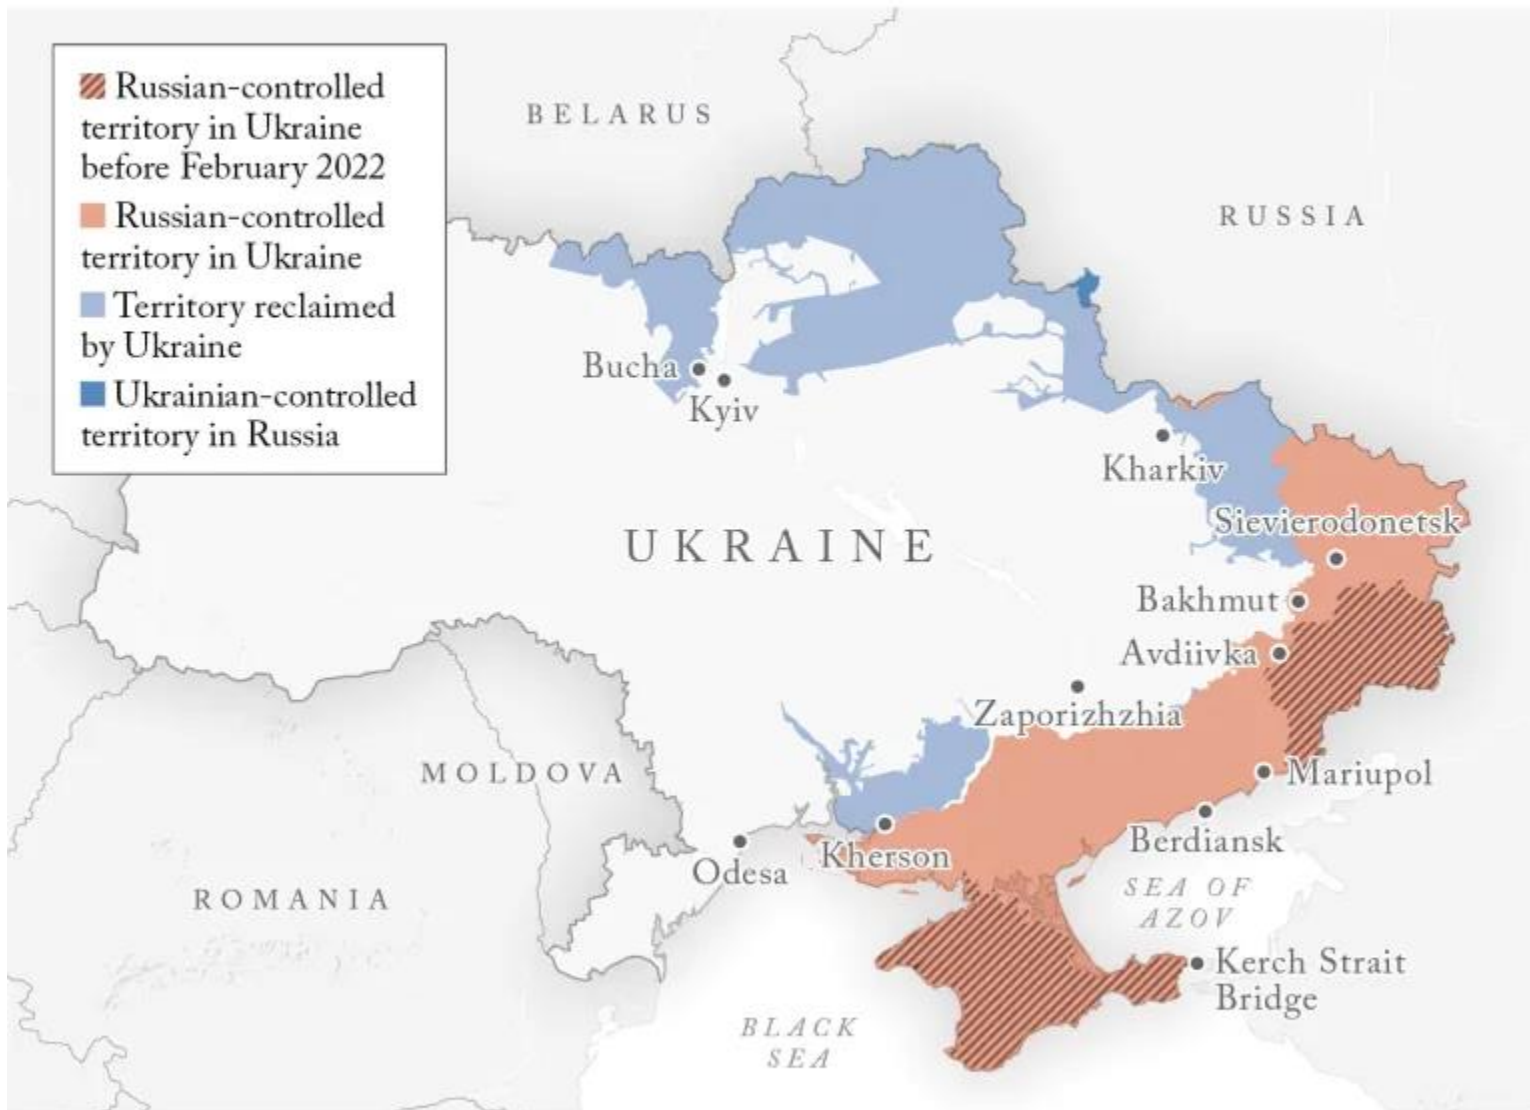 Russian-controlled
territory in Ukraine
before February 2022
Russian-controlled
territory in Ukraine
Territory reclaimed
by Ukraine
Ukrainian-controlled
territory in Russia
BELARUS
RUSSIA
Bucha
Kyiv
Kharkiv
UKRAINE
Sievierodonetsk
Bakhmut
Avdiivka
Zaporizhzhia
MOLDOVA
Mariupol
Berdiansk
Kherson
Odesa
SEA OF
AZOV
ROMANIA
Kerch Strait
Bridge
BLACK
SEA